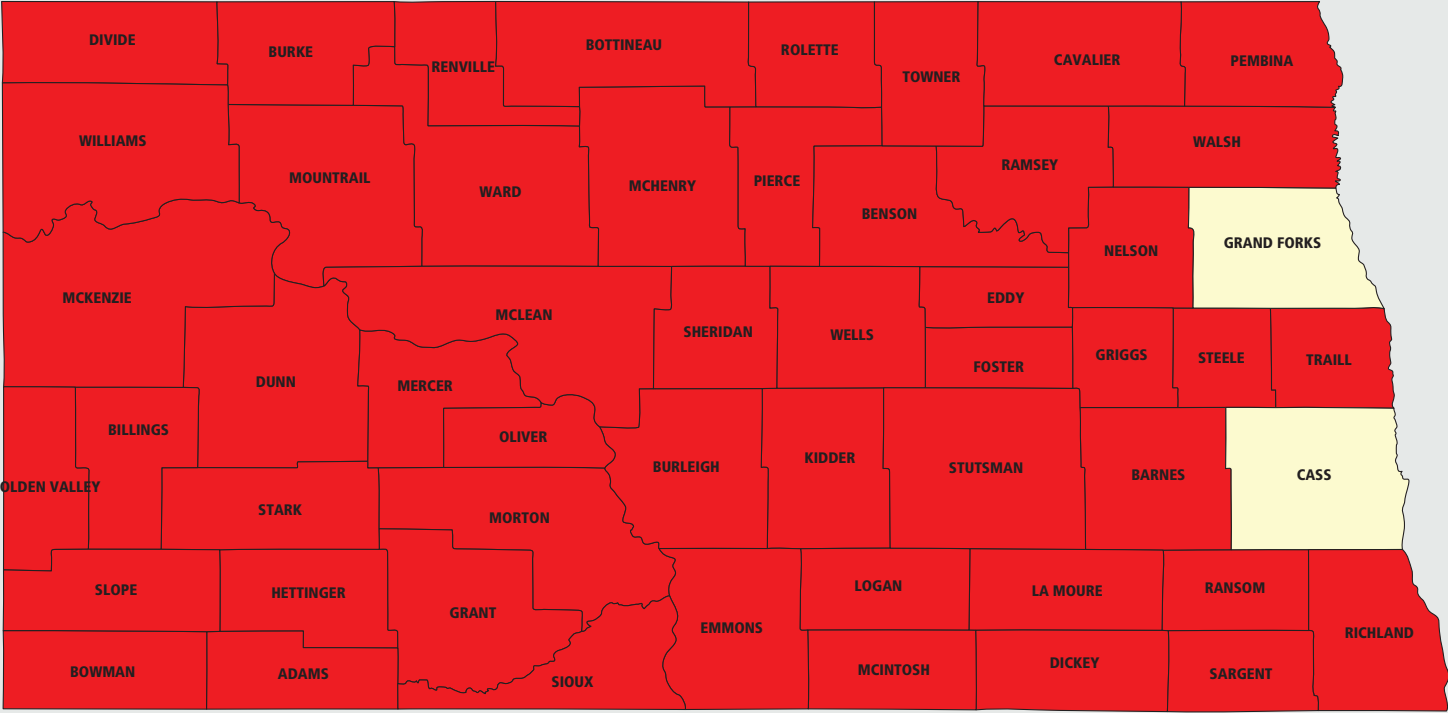 DIVIDE
BURKE
RENVILLE
BOTTINEAU
ROLETTE
TOWNER
CAVALIER
PEMBINA
WILLIAMS
MOUNTRAIL
WARD
MCHENRY
PIERCE
BENSON
RAMSEY
WALSH
NELSON
GRAND FORKS
MCKENZIE
MCLEAN
SHERIDAN
WELLS
EDDY
FOSTER
GRIGGS
STEELE
TRAILL
DUNN
MERCER
BILLINGS
OLIVER
OLDEN VALLEY
BURLEIGH
KIDDER
STUTSMAN
BARNES
CASS
STARK
MORTON
SLOPE
HETTINGER
GRANT
EMMONS
LOGAN
LA MOURE
RANSOM
RICHLAND
BOWMAN
ADAMS
SIOUX
MCINTOSH
DICKEY
SARGENT